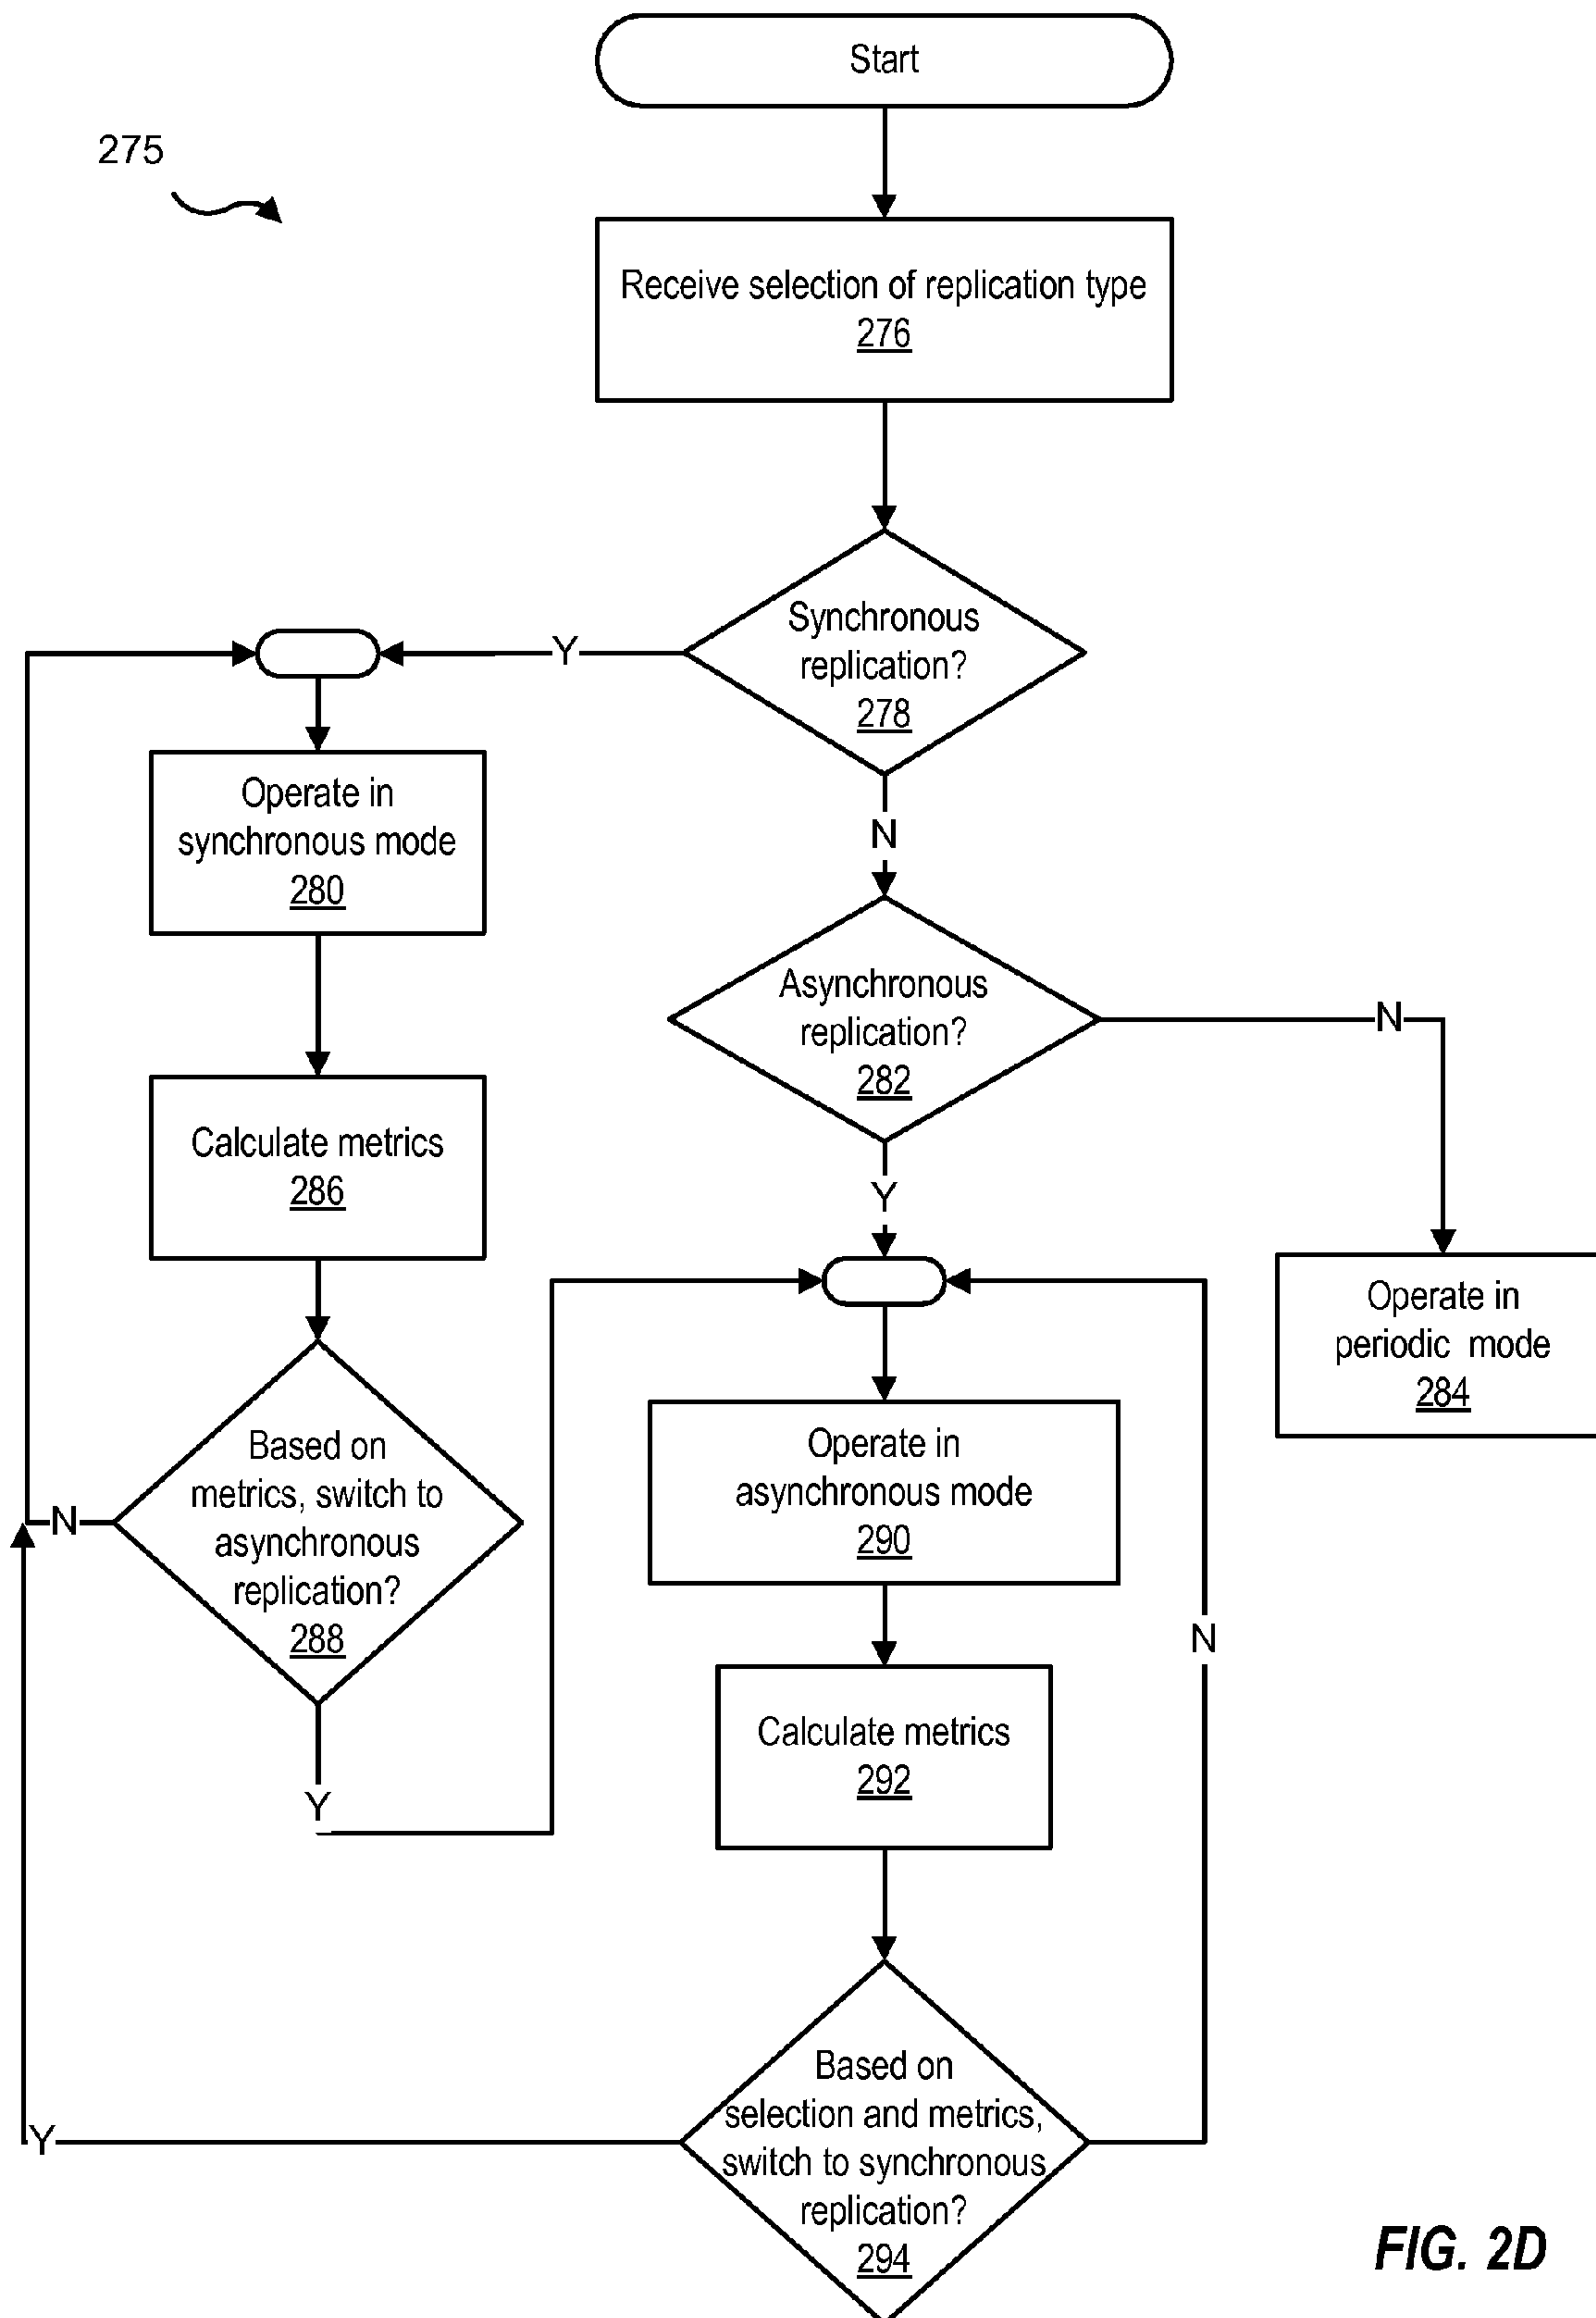 Start
275
Receive selection of replication type
276
Synchronous
replication?
278
Y
N
Operate in
synchronous mode
280
Asynchronous
replication?
282
N
Y
Calculate metrics
286
Operate in
periodic mode
284
Based on
metrics, switch to
asynchronous
replication?
288
N
Y
Operate in
asynchronous mode
290
N
Calculate metrics
292
Based on
selection and metrics,
switch to synchronous
replication?
294
Y
FIG. 2D